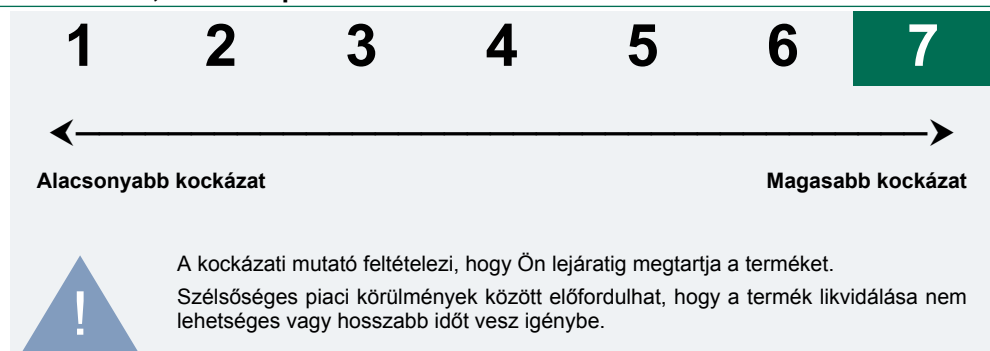 1 2 3 4 5 6 7
Alacsonyabb kockázat Magasabb kockázat
! A kockázati mutató feltételezi, hogy Ön lejáratig megtartja a terméket.
Szélsőséges piaci körülmények között előfordulhat, hogy a termék likvidálása nem
lehetséges vagy hosszabb időt vesz igénybe.